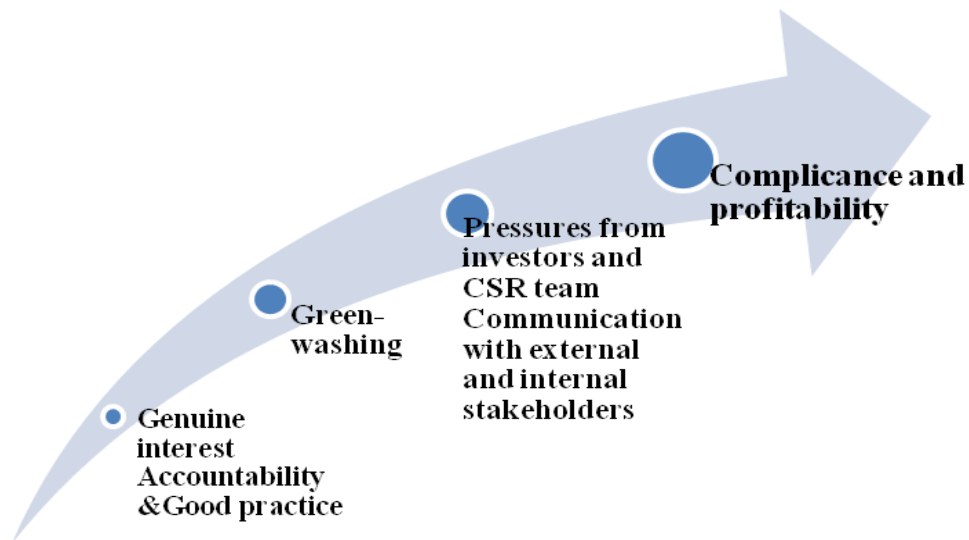 Genuine
interest
Accountability
&Good practice
Green-
washing
Pressures from
investors and
CSR team
Communication
with external
and internal
stakeholders
Complicance and
profitability